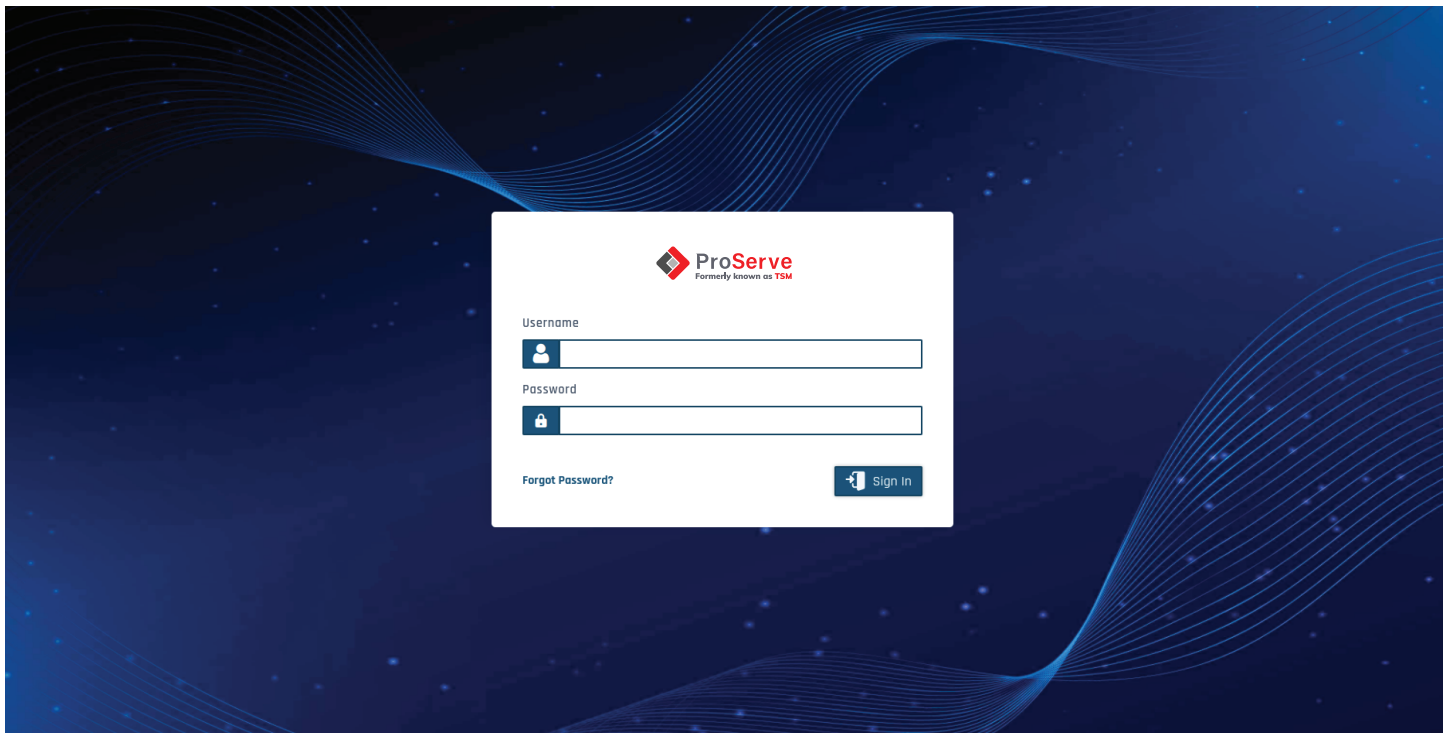 ProServe
Formerly known as TSM
Username
Password
Forgot Password?
Sign In